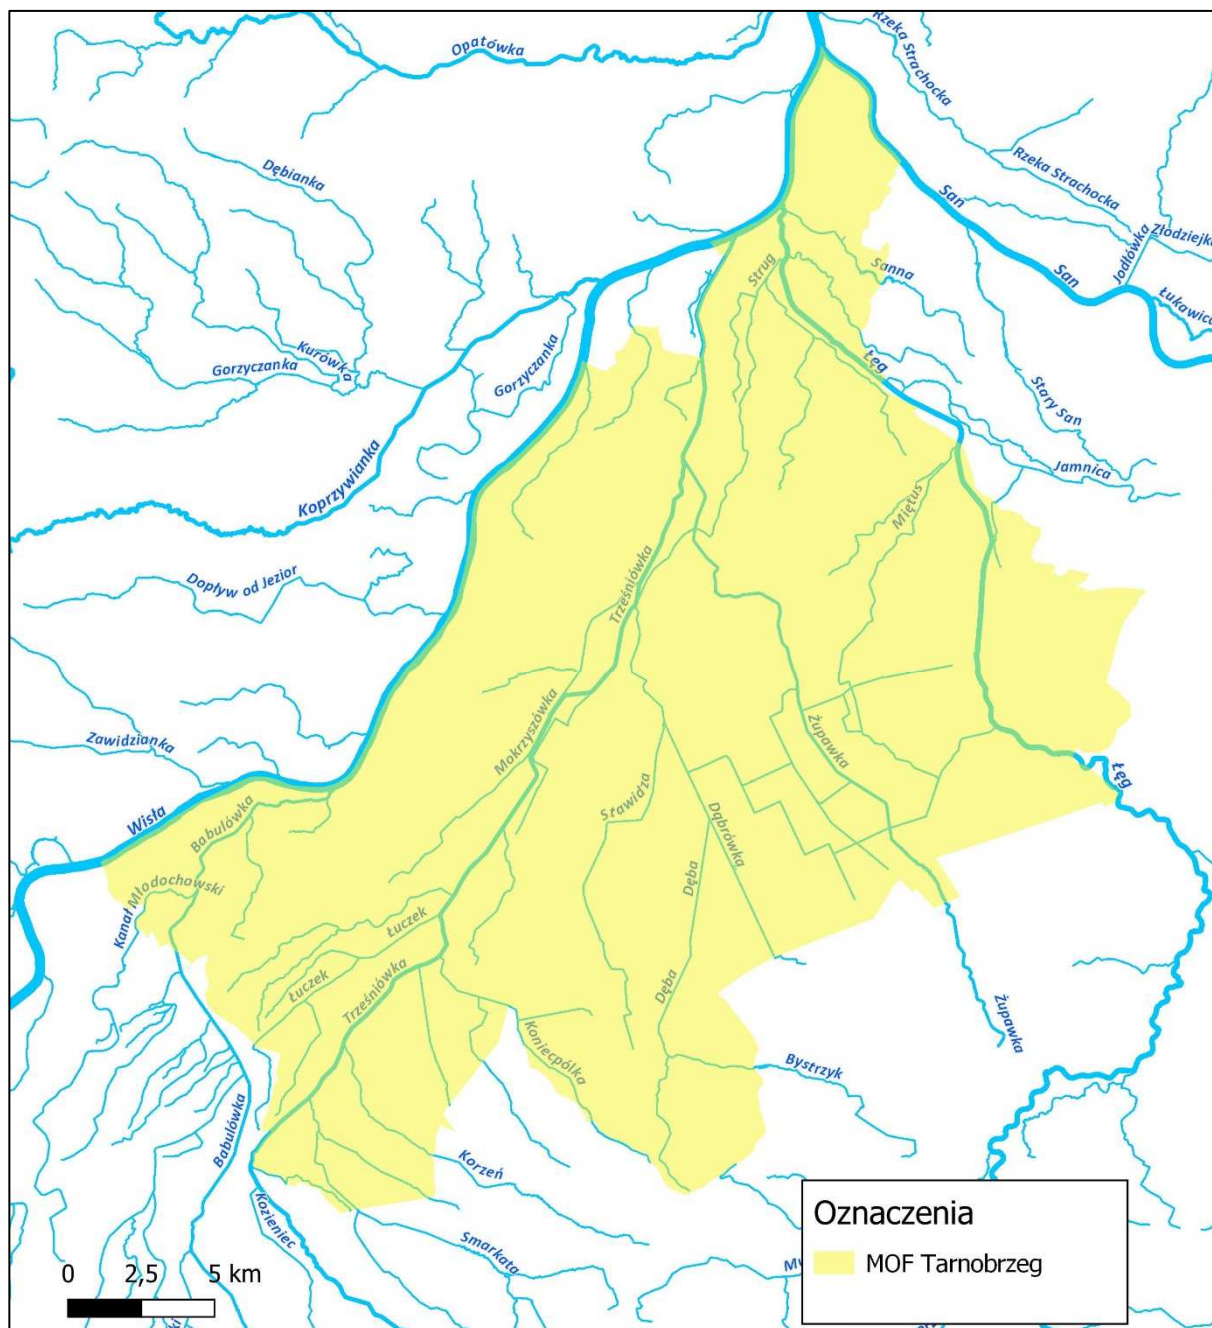 Opatówka
Rzeka Strachocka
Rzeka Strachocka
Dębianka
San
Złodziejka
Jodłówka
San
Łukawica
Strug
Sanna
Kurówka
Gorzyczanka
Gorzyczanka
Łęg
Stary San
Koprzywianka
Jamnica
Miętus
Dopływ od Jezior
Trześniówka
Mokrzyszówka
Zawidzianka
Żupawka
Łęg
Stawidza
Wisła
Babulówka
Dąbrówka
Dęba
Kanał Młodochowski
Łuczek
Łuczek
Trześniówka
Dęba
Żupawka
Koniecpólka
Bystrzyk
Babulówka
Korzeń
Kozieniec
Smarkata
Oznaczenia
MOF Tarnobrzeg
0 2,5 5 km